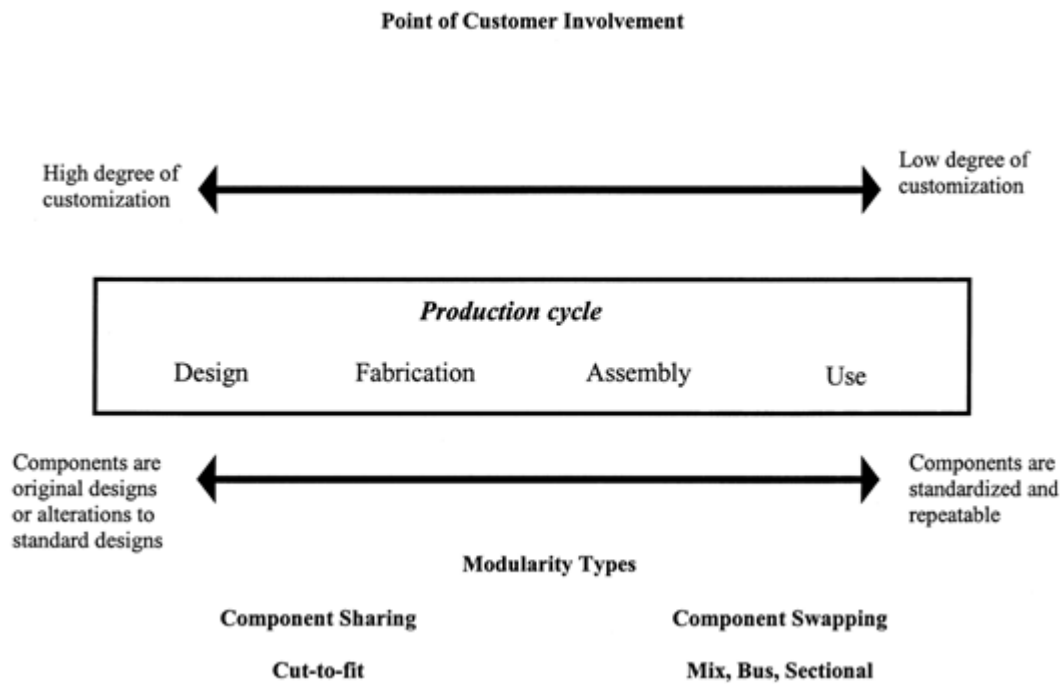 Point of Customer Involvement
High degree of
customization
Low degree of
customization
Production cycle
Design Fabrication Assembly Use
Components are
original designs
or alterations to
standard designs
Components are
standardized and
repeatable
Modularity Types
Component Sharing Component Swapping
Cut-to-fit Mix, Bus, Sectional